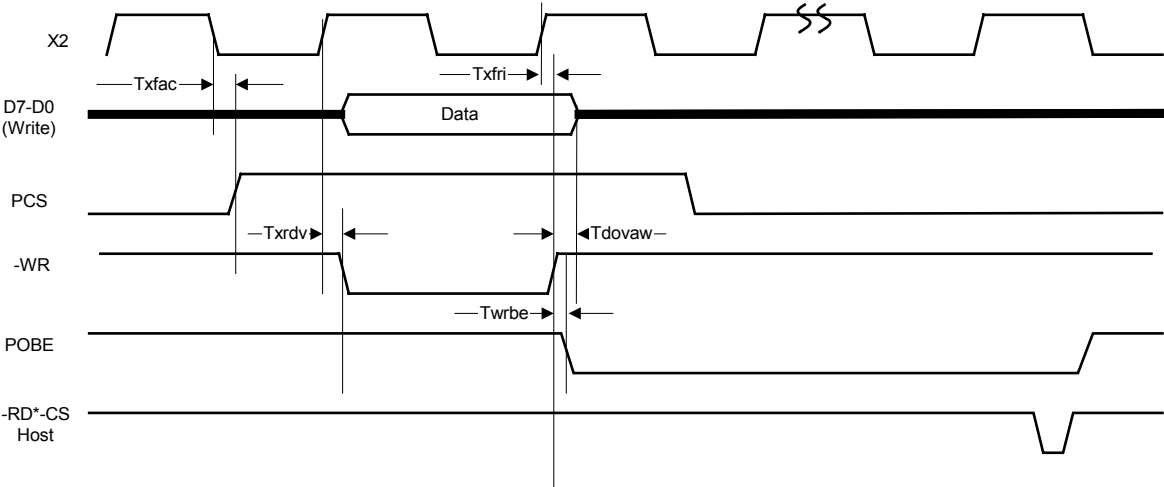 X2
Txfac
Txfri
D7-D0
(Write)
Data
PCS
Txrdv
Tdovaw
-WR
Twrbe
POBE
-RD*-CS
Host